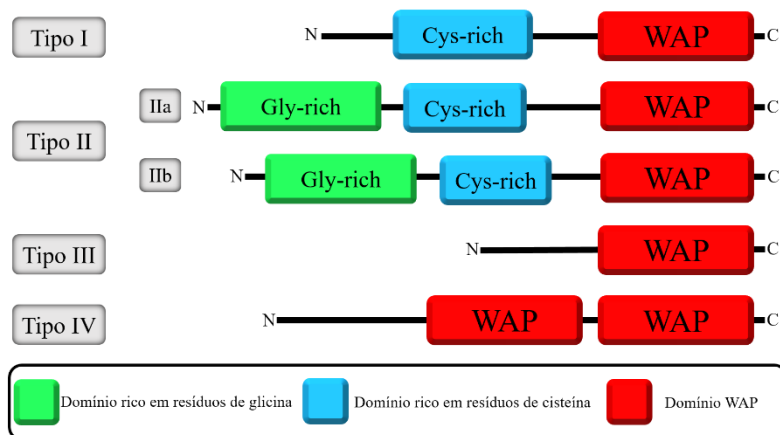 Tipo I
N
Cys-rich
WAP
C
Tipo II
IIa
N
Gly-rich
Cys-rich
WAP
C
IIb
N
Gly-rich
Cys-rich
WAP
C
Tipo III
N
WAP
C
Tipo IV
N
WAP
WAP
C
Domínio rico em resíduos de glicina
Domínio rico em resíduos de cisteína
Domínio WAP